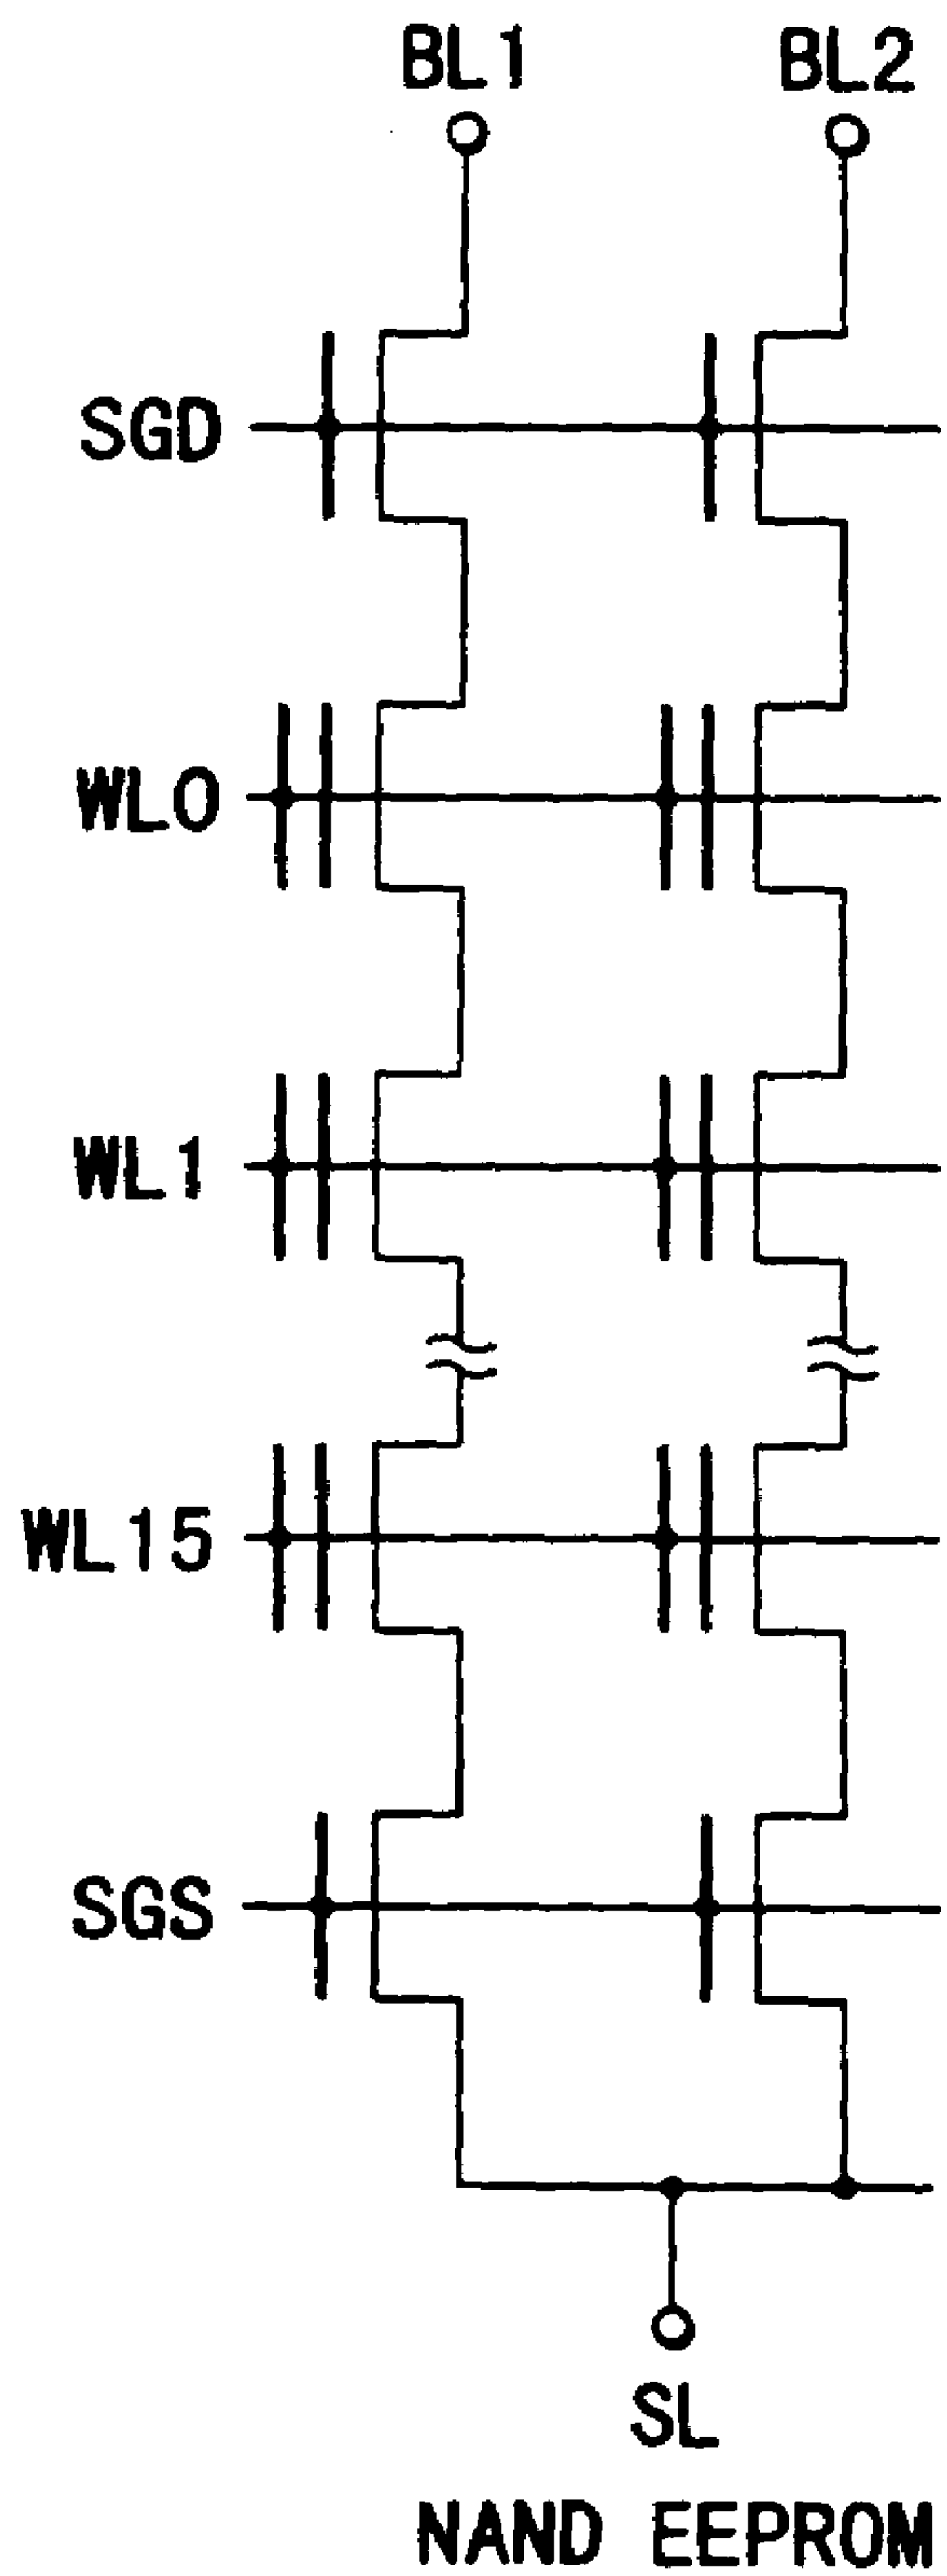 BL1 BL2
SGD
WL0
WL1
WL15
SGS
SL
NAND EEPROM